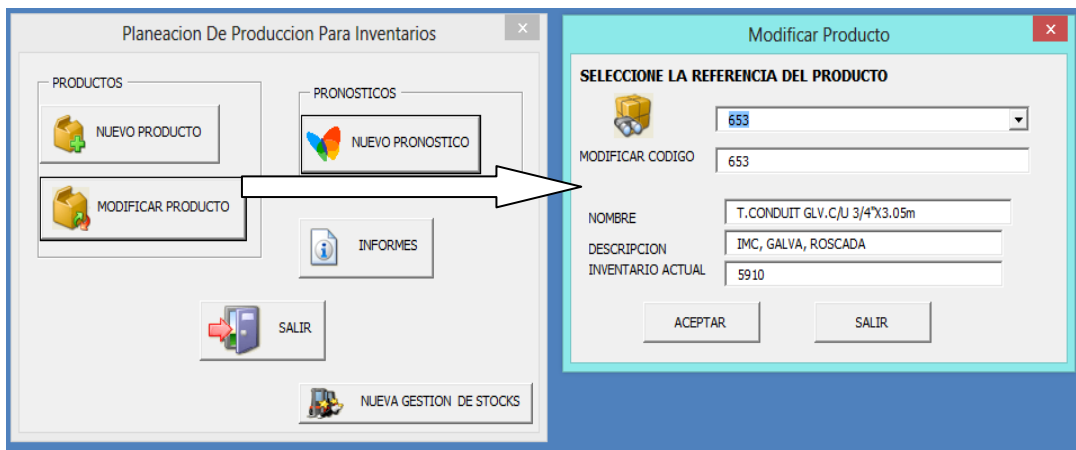 Planeacion De Produccion Para Inventarios
x
PRODUCTOS
NUEVO PRODUCTO
MODIFICAR PRODUCTO
PRONOSTICOS
NUEVO PRONOSTICO
INFORMES
SALIR
NUEVA GESTION DE STOCKS
Modificar Producto
x
SELECCIONE LA REFERENCIA DEL PRODUCTO
653
MODIFICAR CODIGO
653
NOMBRE
T.CONDUIT GLV.C/U 3/4"X3.05m
DESCRIPCION
IMC, GALVA, ROSCADA
INVENTARIO ACTUAL
5910
ACEPTAR
SALIR